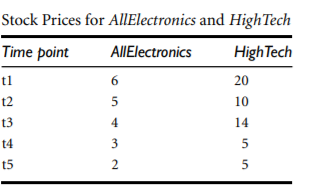 Stock Prices for AllElectronics and HighTech
Time point AllElectronics HighTech
t1 6 20
t2 5 10
t3 4 14
t4 3 5
t5 2 5